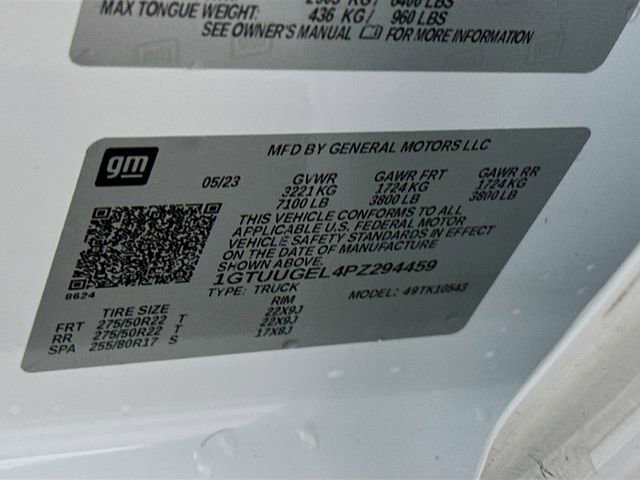 MAX TONGUE WEIGHT: 436 KG / 960 LBS
SEE OWNER'S MANUAL FOR MORE INFORMATION
gm
MFD BY GENERAL MOTORS LLC
05/23 GVWR GAWR FRT GAWR RR
3221 KG 1724 KG 1724 KG
7100 LB 3800 LB 3800 LB
THIS VEHICLE CONFORMS TO ALL
APPLICABLE U.S. FEDERAL MOTOR
VEHICLE SAFETY STANDARDS IN EFFECT
ON THE DATE OF MANUFACTURE
SHOWN ABOVE.
1GTUUGEL4PZ294459
8624
TYPE: TRUCK MODEL: 49TK10543
TIRE SIZE RIM
FRT 275/50R22 T 22X9J
RR 275/50R22 T 22X9J
SPA 255/80R17 S 17X8J